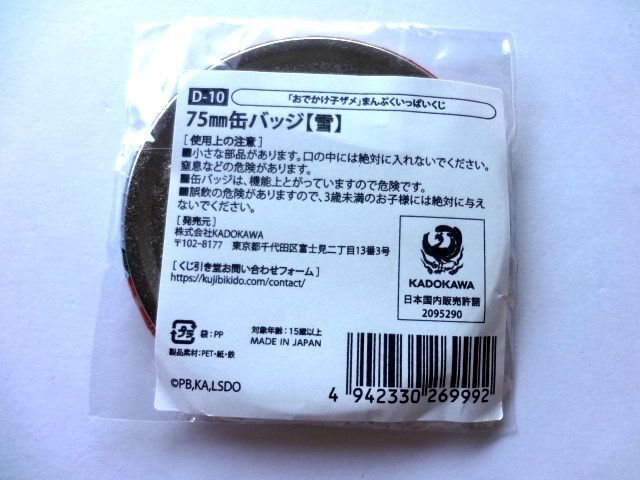 D-10
「おでかけ子ザメ」まんぷくいっぱいくじ
75mm缶バッジ【雪】
[使用上の注意]
■小さな部品があります。口の中には絶対に入れないでください。
窒息などの危険があります。
■缶バッジは、機能上とがっていますので危険です。
■誤飲の危険がありますので、3歳未満のお子様には絶対に与え
ないでください。
[発売元]
株式会社KADOKAWA
〒102-8177 東京都千代田区富士見二丁目13番3号
[くじ引き堂お問い合わせフォーム]
https://kujibikido.com/contact/
KADOKAWA
日本国内販売許諾
2095290
プラ
袋:PP
対象年齢:15歳以上
MADE IN JAPAN
製品素材:PET・紙・鉄
©PB,KA,LSDO
4 942330 269992